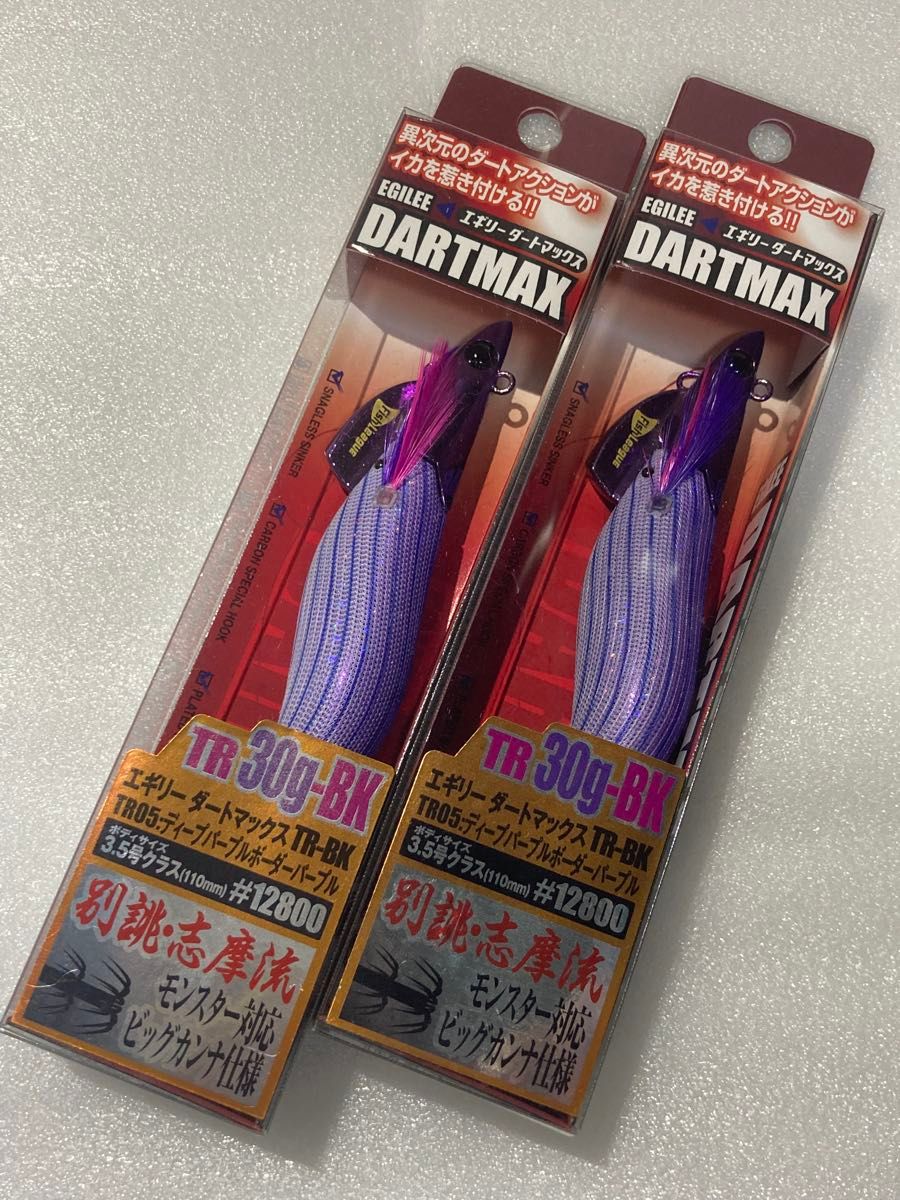 異次元のダートアクションが
イカを惹き付ける!!
EGILEE エギリー ダートマックス
DARTMAX
FishLeague
SNAGLESS SINKER
CARBON SPECIAL HOOK
TR 30g-BK
エギリー ダートマックス TR-BK
TR05.ディープパープルボーダーパープル
ボディサイズ
3.5号クラス(110mm) #12800
別誂・志摩流
モンスター対応
ビッグカンナ仕様
異次元のダートアクションが
イカを惹き付ける!!
EGILEE エギリー ダートマックス
DARTMAX
FishLeague
SNAGLESS SINKER
TR 30g-BK
エギリー ダートマックス TR-BK
TR05.ディープパープルボーダーパープル
ボディサイズ
3.5号クラス(110mm) #12800
別誂・志摩流
モンスター対応
ビッグカンナ仕様